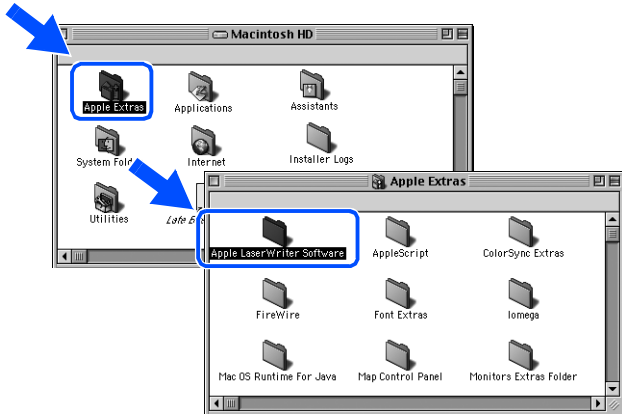 Macintosh HD
Apple Extras
Applications
Assistants
System Fold
Internet
Installer Logs
Utilities
Apple Extras
Apple LaserWriter Software
AppleScript
ColorSync Extras
FireWire
Font Extras
Iomega
Mac OS Runtime For Java
Map Control Panel
Monitors Extras Folder